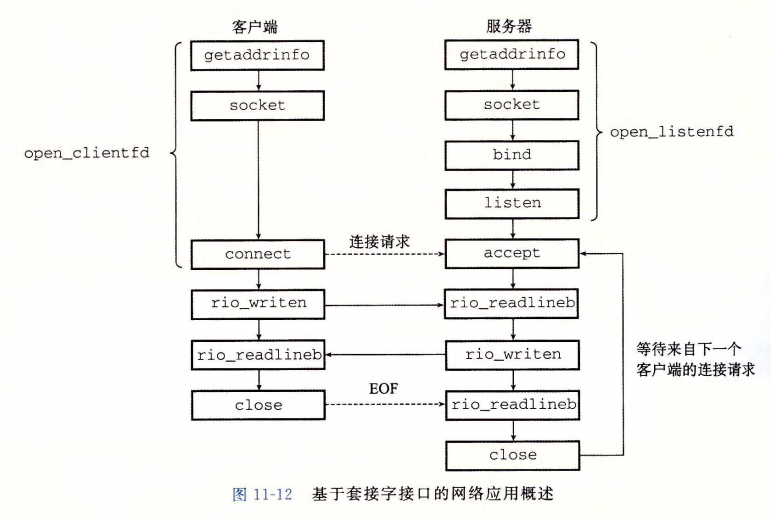 客户端
服务器
getaddrinfo
getaddrinfo
socket
socket
open_clientfd
open_listenfd
bind
listen
connect
连接请求
accept
rio_writen
rio_readlineb
rio_readlineb
rio_writen
等待来自下一个
客户端的连接请求
close
EOF
rio_readlineb
close
图 11-12 基于套接字接口的网络应用概述